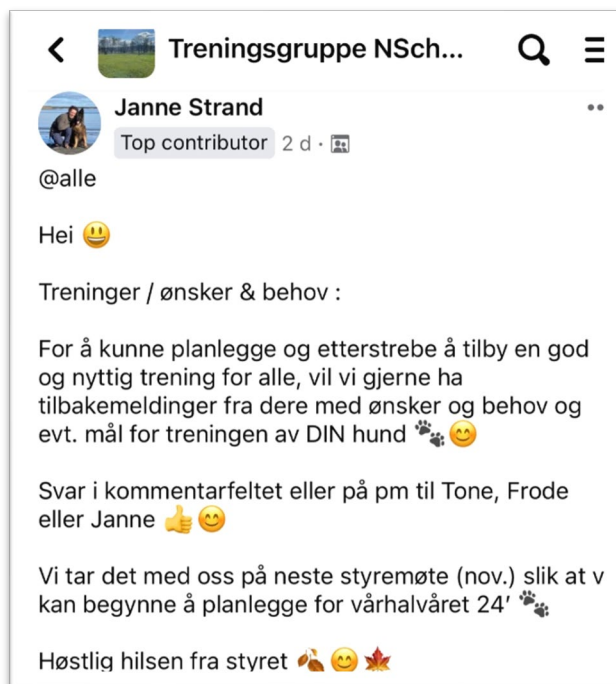 Treningsgruppe NSch...
Janne Strand
Top contributor 2 d ·
@alle
Hei 😃
Treninger / ønsker & behov :
For å kunne planlegge og etterstrebe å tilby en god
og nyttig trening for alle, vil vi gjerne ha
tilbakemeldinger fra dere med ønsker og behov og
evt. mål for treningen av DIN hund 🐾😊
Svar i kommentarfeltet eller på pm til Tone, Frode
eller Janne 👍😊
Vi tar det med oss på neste styremøte (nov.) slik at v
kan begynne å planlegge for vårhalvåret 24’ 🐾
Høstlig hilsen fra styret 🍂😊🍁